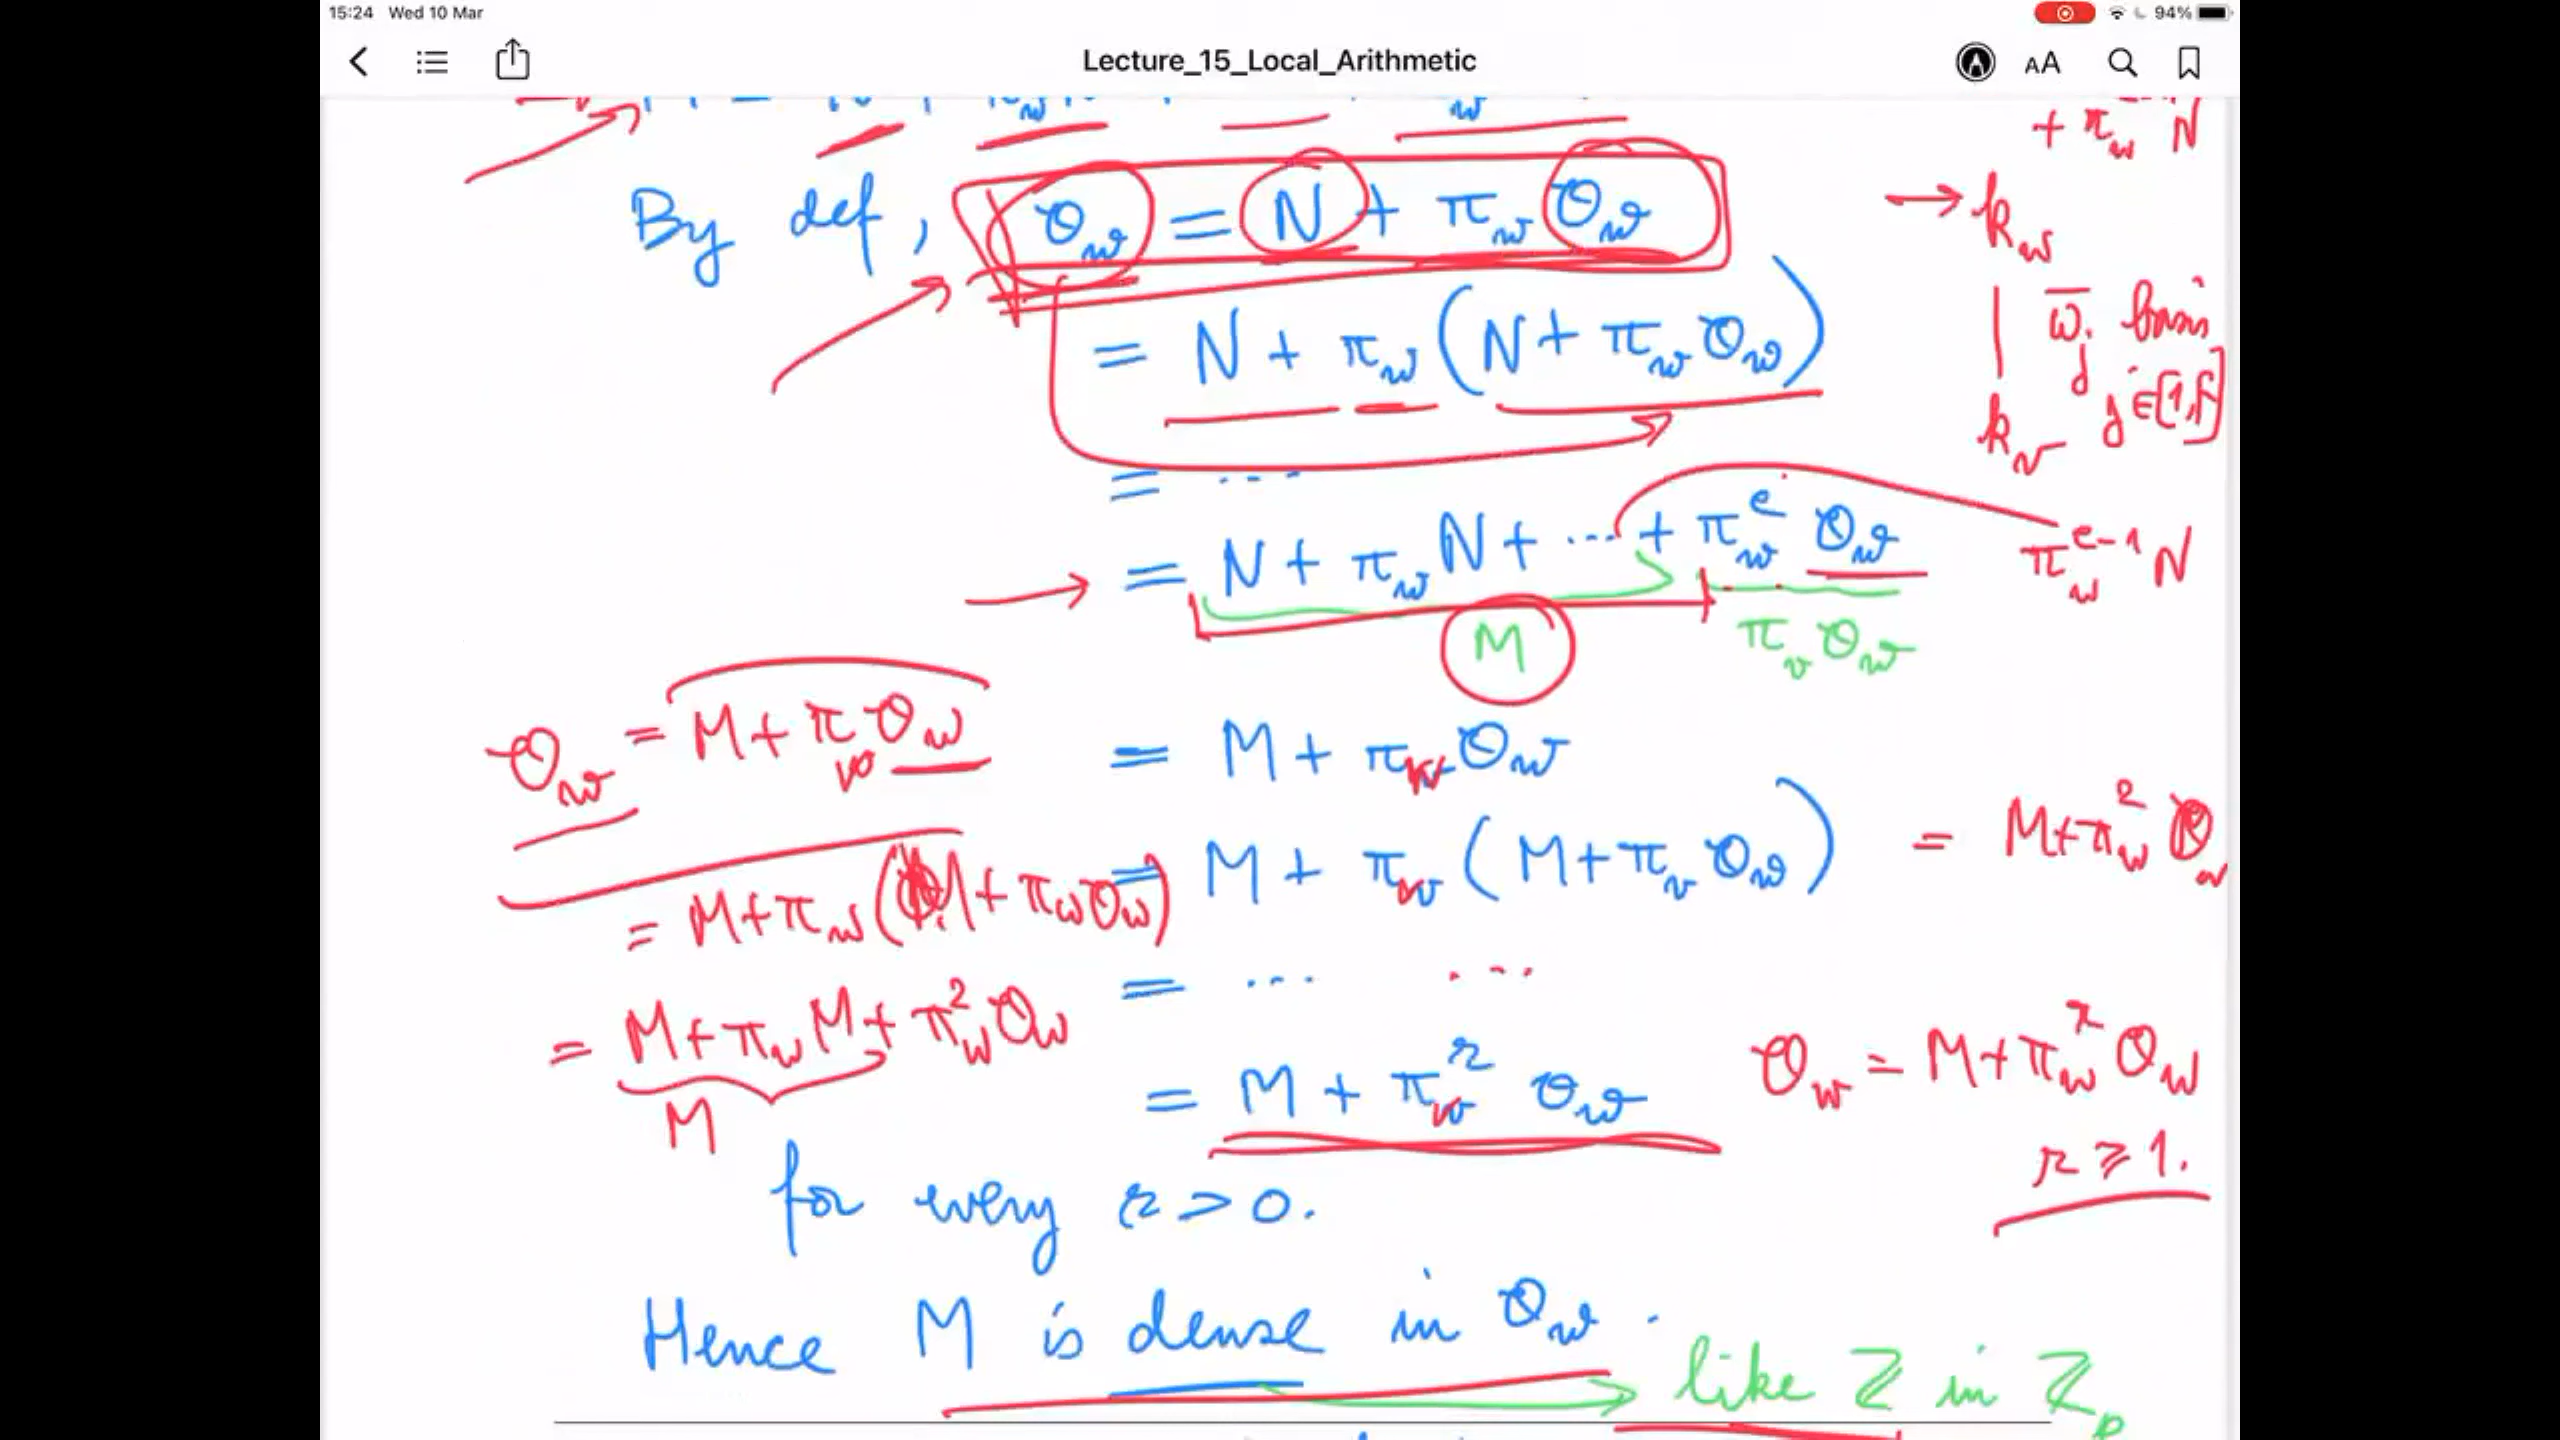 15:24 Wed 10 Mar
94%
Lecture_15_Local_Arithmetic
AA
+ π_w N
By def, 𝒪_w = N + π_w 𝒪_w
→ k_w
= N + π_w (N + π_w 𝒪_w)
ω̄_j basis
j ∈ [1, f]
k_v
= ...
= N + π_w N + ... + π_w^e 𝒪_w
π_w^{e-1} N
M
π_v 𝒪_w
𝒪_w = M + π_v 𝒪_w
= M + π_w 𝒪_w
= M + π_w (M + π_v 𝒪_w) = M + π_w^2 𝒪_w
= M + π_w (M + π_w 𝒪_w)
= ... ...
= M + π_w M + π_w^2 𝒪_w
M
= M + π_w^r 𝒪_w
𝒪_w = M + π_w^r 𝒪_w
r ⩾ 1.
for every r > 0.
Hence M is dense in 𝒪_w.
like ℤ in ℤ_p